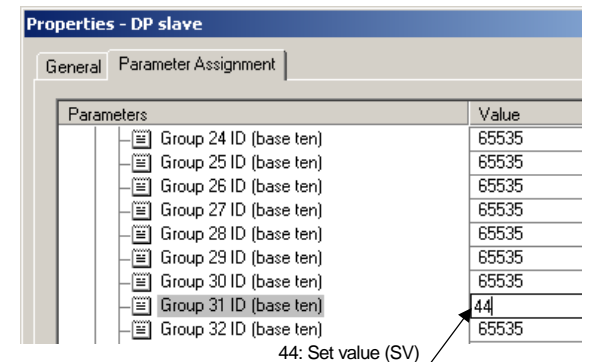 Properties - DP slave
General Parameter Assignment
Parameters Value
Group 24 ID (base ten) 65535
Group 25 ID (base ten) 65535
Group 26 ID (base ten) 65535
Group 27 ID (base ten) 65535
Group 28 ID (base ten) 65535
Group 29 ID (base ten) 65535
Group 30 ID (base ten) 65535
Group 31 ID (base ten) 44
Group 32 ID (base ten) 65535
44: Set value (SV)